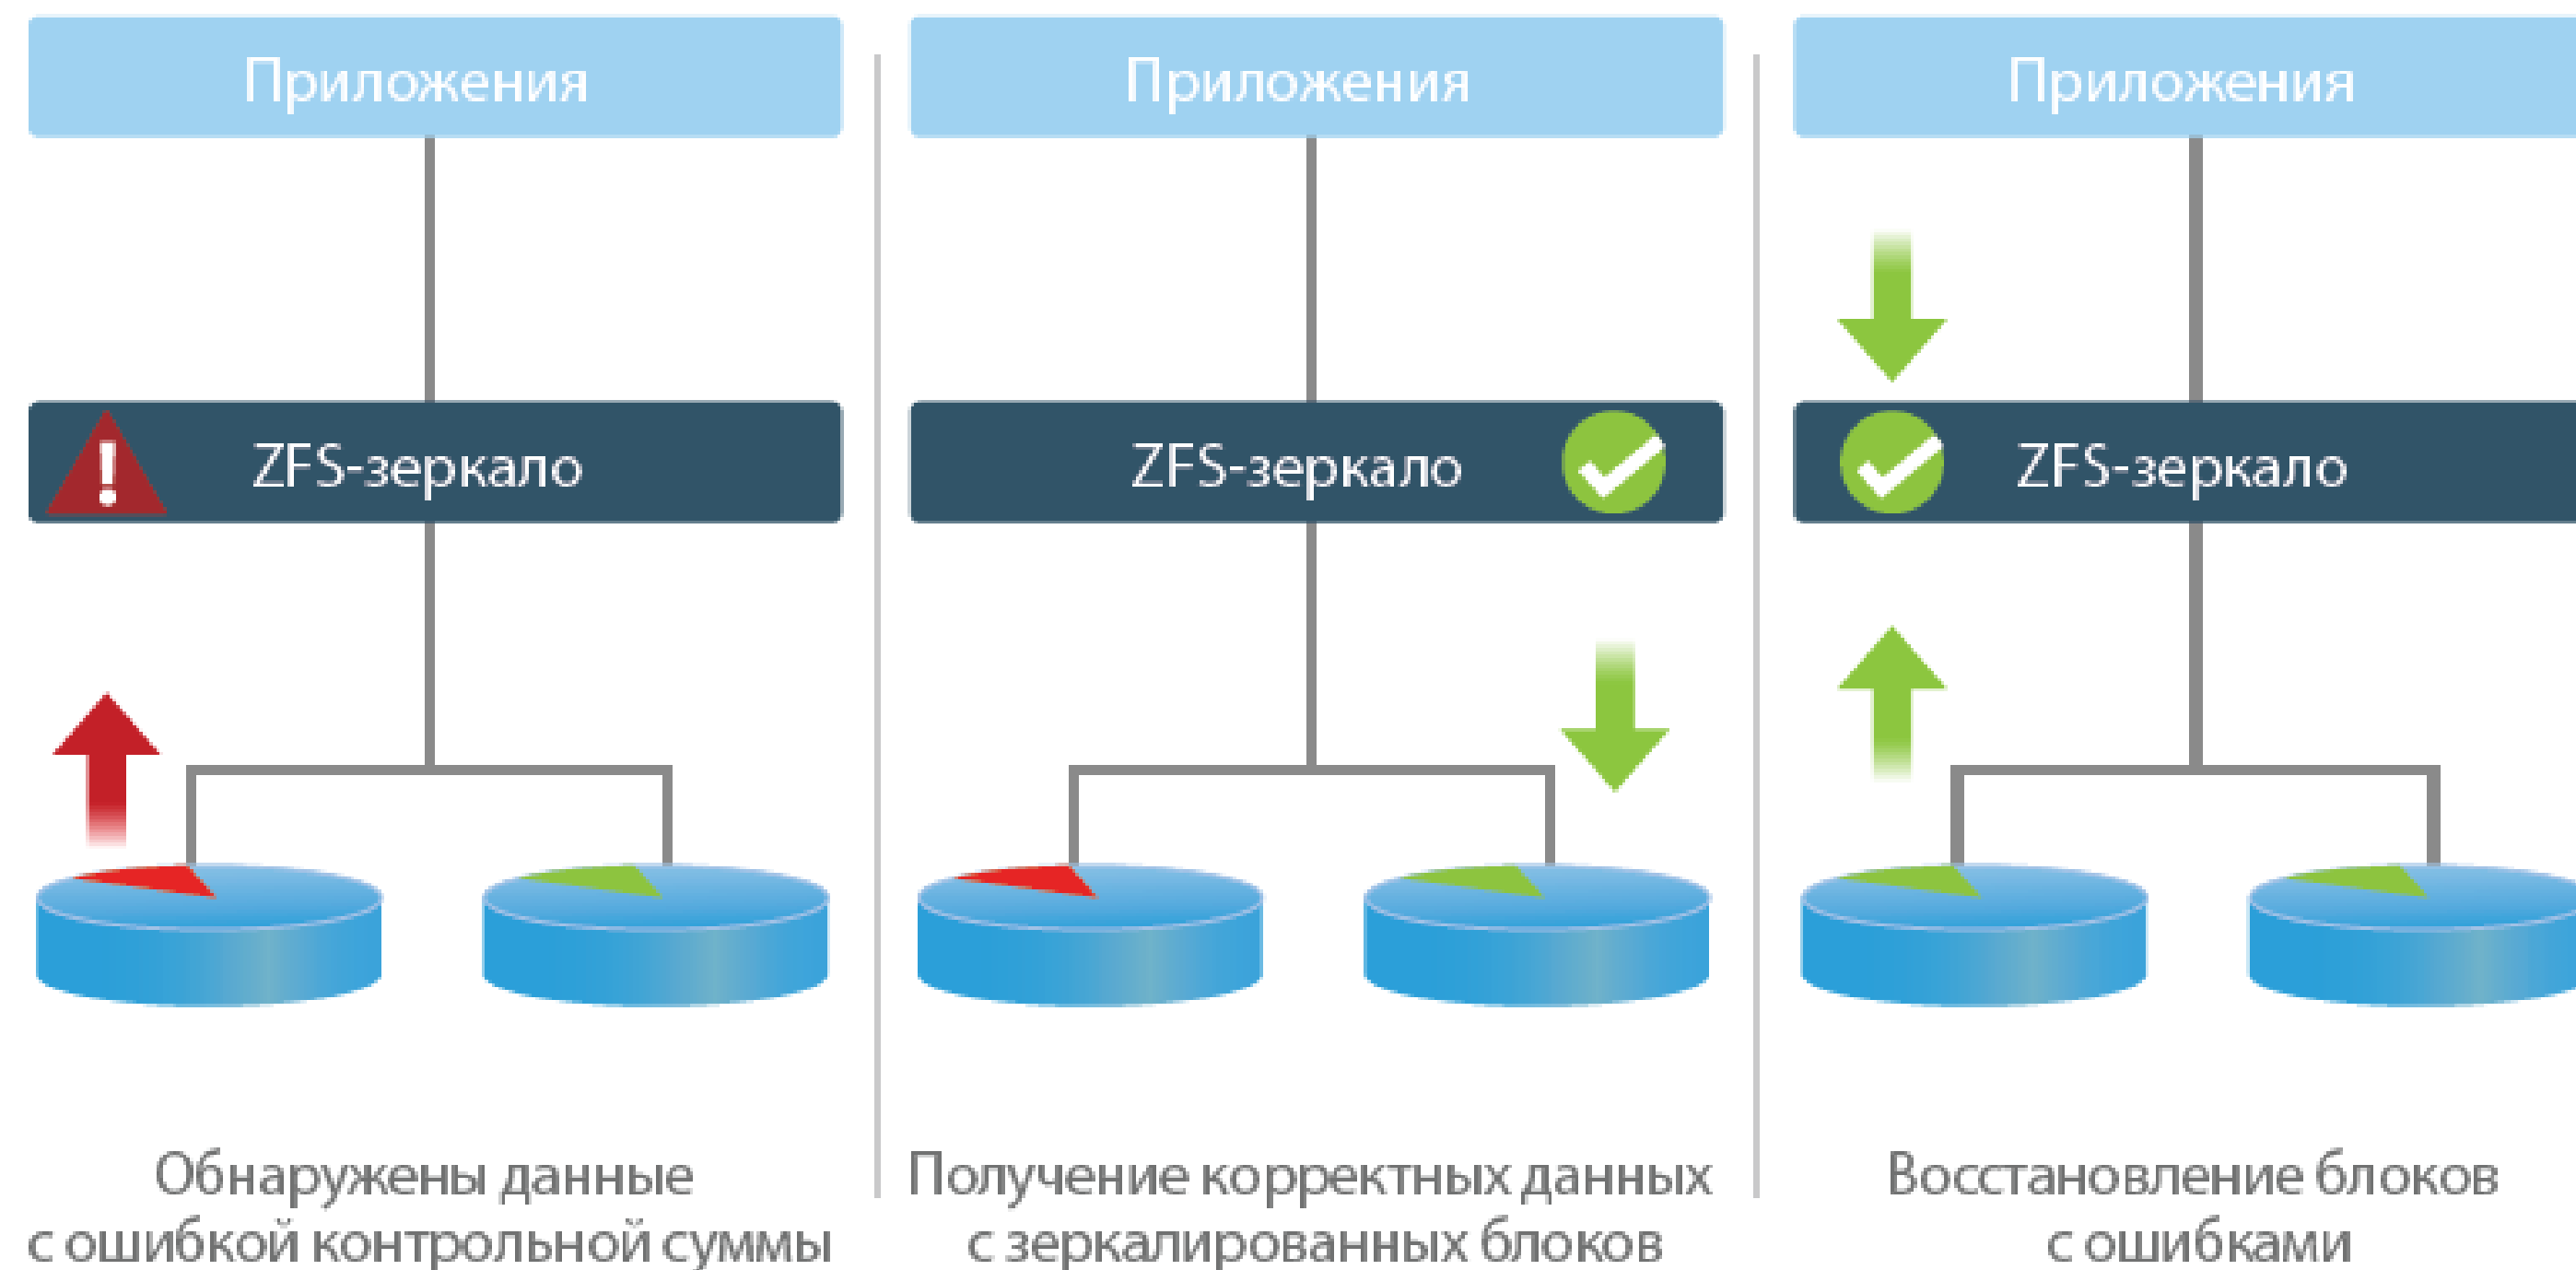 Приложения
ZFS-зеркало
Обнаружены данные
с ошибкой контрольной суммы
Приложения
ZFS-зеркало
Получение корректных данных
с зеркалированных блоков
Приложения
ZFS-зеркало
Восстановление блоков
с ошибками